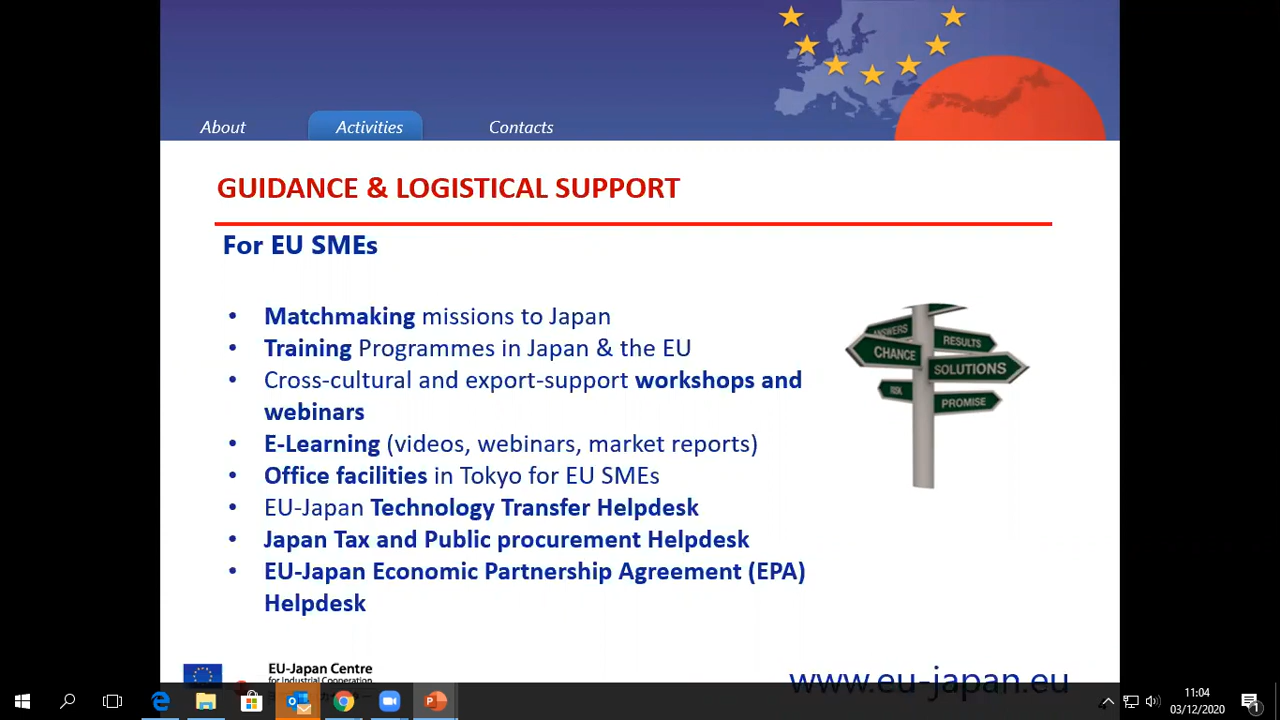 About Activities Contacts
GUIDANCE & LOGISTICAL SUPPORT
For EU SMEs
• Matchmaking missions to Japan
• Training Programmes in Japan & the EU
• Cross-cultural and export-support workshops and
webinars
• E-Learning (videos, webinars, market reports)
• Office facilities in Tokyo for EU SMEs
• EU-Japan Technology Transfer Helpdesk
• Japan Tax and Public procurement Helpdesk
• EU-Japan Economic Partnership Agreement (EPA)
Helpdesk
ANSWERS
RESULTS
CHANCE
SOLUTIONS
RISK
PROMISE
EU-Japan Centre
for Industrial Cooperation
www.eu-japan.eu
11:04
03/12/2020
1